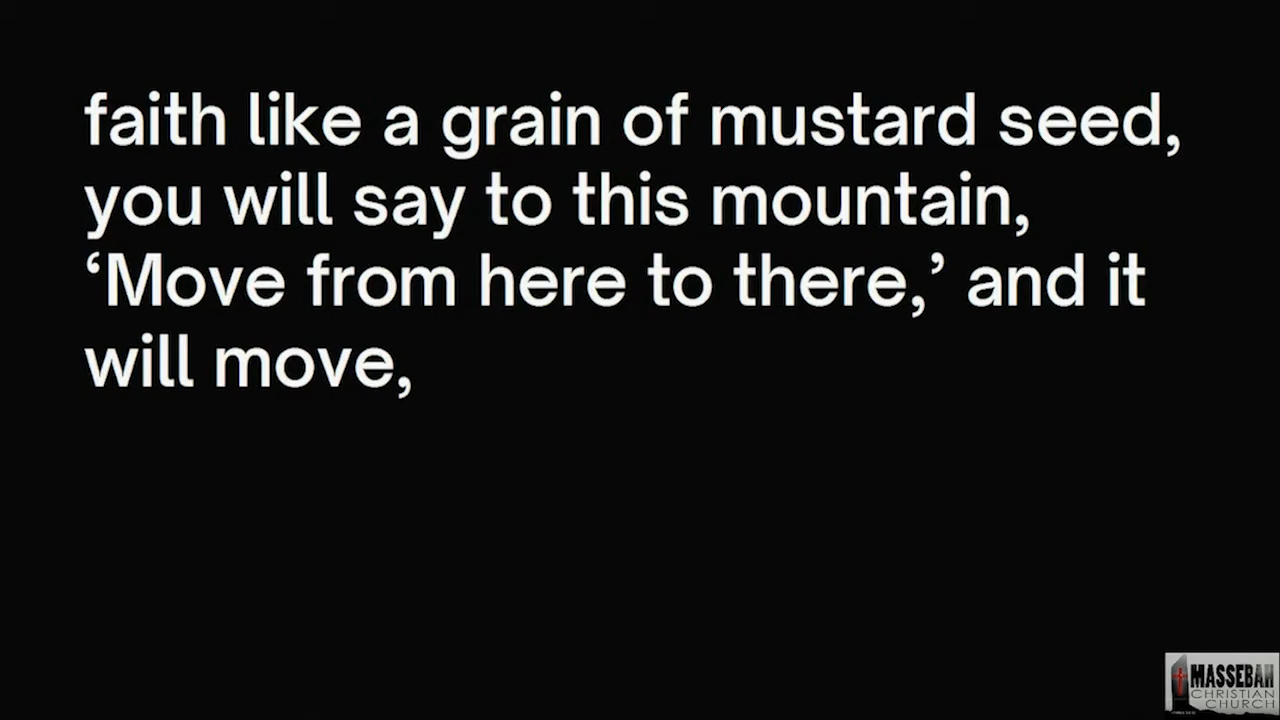 faith like a grain of mustard seed,
you will say to this mountain,
‘Move from here to there,’ and it
will move,
MASSEBAH
CHRISTIAN
CHURCH